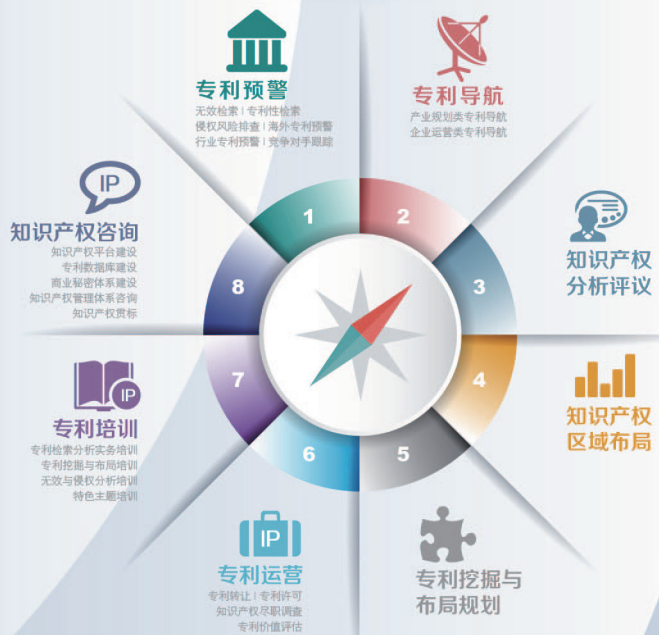 专利预警
无效检索 | 专利性检索
侵权风险排查 | 海外专利预警
行业专利预警 | 竞争对手跟踪
1
专利导航
产业规划类专利导航
企业运营类专利导航
2
知识产权
分析评议
3
知识产权
区域布局
4
专利挖掘与
布局规划
5
IP
专利运营
专利转让 | 专利许可
知识产权尽职调查
专利价值评估
6
IP
专利培训
专利检索分析实务培训
专利挖掘与布局培训
无效与侵权分析培训
特色主题培训
7
IP
知识产权咨询
知识产权平台建设
专利数据库建设
商业秘密体系建设
知识产权管理体系咨询
知识产权贯标
8